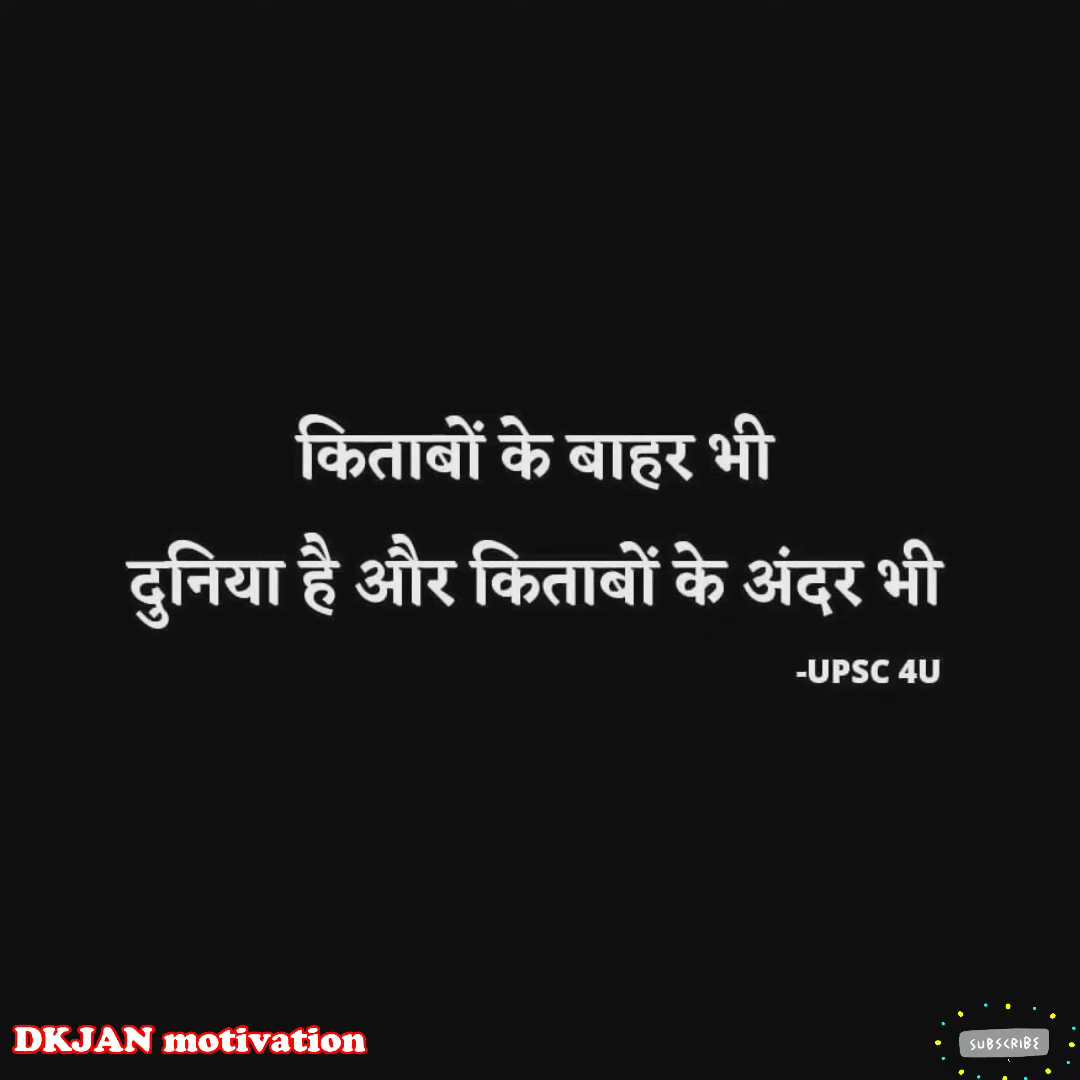 किताबों के बाहर भी
दुनिया है और किताबों के अंदर भी
-UPSC 4U
DKJAN motivation
SUBSCRIBE